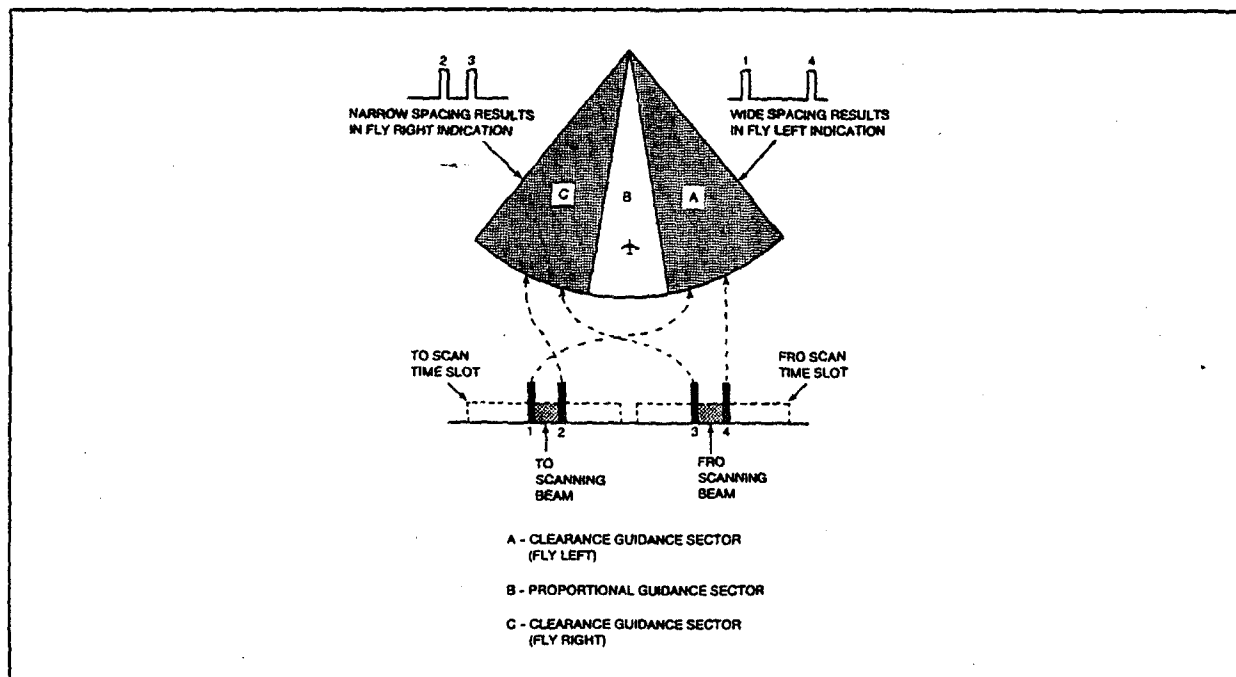 2 3
1 4
NARROW SPACING RESULTS
IN FLY RIGHT INDICATION
WIDE SPACING RESULTS
IN FLY LEFT INDICATION
C
B
A
TO SCAN
TIME SLOT
FRO SCAN
TIME SLOT
1 2
3 4
TO
SCANNING
BEAM
FRO
SCANNING
BEAM
A - CLEARANCE GUIDANCE SECTOR
(FLY LEFT)
B - PROPORTIONAL GUIDANCE SECTOR
C - CLEARANCE GUIDANCE SECTOR
(FLY RIGHT)